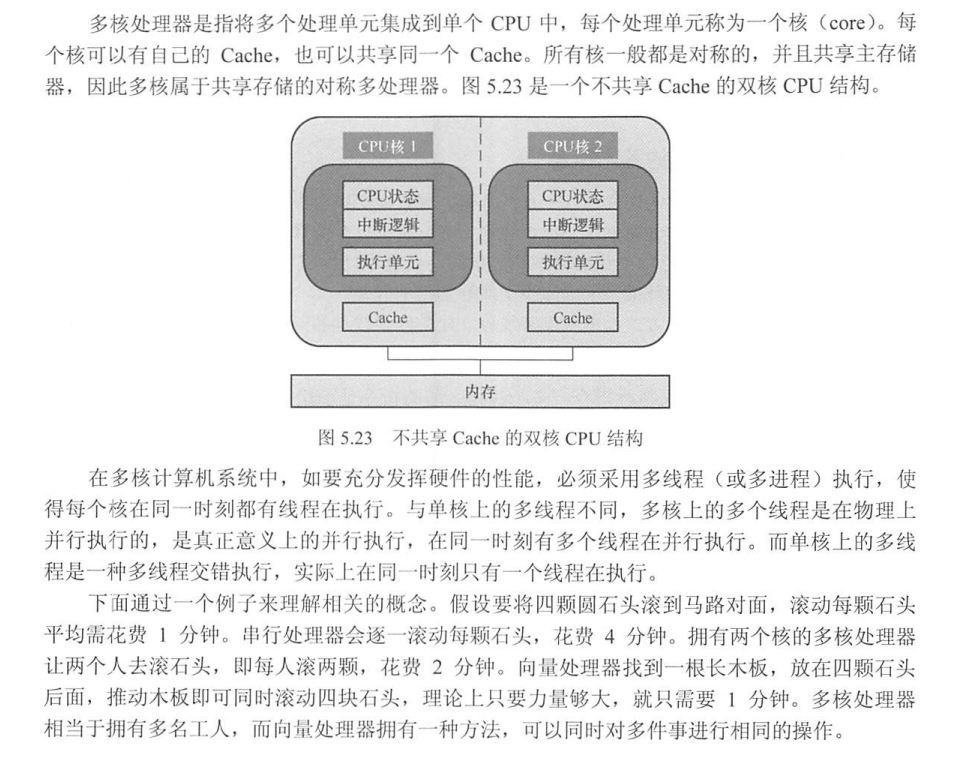 多核处理器是指将多个处理单元集成到单个 CPU 中，每个处理单元称为一个核（core）。每
个核可以有自己的 Cache，也可以共享同一个 Cache。所有核一般都是对称的，并且共享主存储
器，因此多核属于共享存储的对称多处理器。图 5.23 是一个不共享 Cache 的双核 CPU 结构。
CPU核 1
CPU核 2
CPU状态
CPU状态
中断逻辑
中断逻辑
执行单元
执行单元
Cache
Cache
内存
图 5.23 不共享 Cache 的双核 CPU 结构
在多核计算机系统中，如要充分发挥硬件的性能，必须采用多线程（或多进程）执行，使
得每个核在同一时刻都有线程在执行。与单核上的多线程不同，多核上的多个线程是在物理上
并行执行的，是真正意义上的并行执行，在同一时刻有多个线程在并行执行。而单核上的多线
程是一种多线程交错执行，实际上在同一时刻只有一个线程在执行。
下面通过一个例子来理解相关的概念。假设要将四颗圆石头滚到马路对面，滚动每颗石头
平均需花费 1 分钟。串行处理器会逐一滚动每颗石头，花费 4 分钟。拥有两个核的多核处理器
让两个人去滚石头，即每人滚两颗，花费 2 分钟。向量处理器找到一根长木板，放在四颗石头
后面，推动木板即可同时滚动四块石头，理论上只要力量够大，就只需要 1 分钟。多核处理器
相当于拥有多名工人，而向量处理器拥有一种方法，可以同时对多件事进行相同的操作。